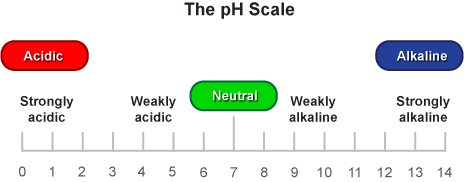 The pH Scale
Acidic
Alkaline
Neutral
Strongly
acidic
Weakly
acidic
Weakly
alkaline
Strongly
alkaline
0 1 2 3 4 5 6 7 8 9 10 11 12 13 14